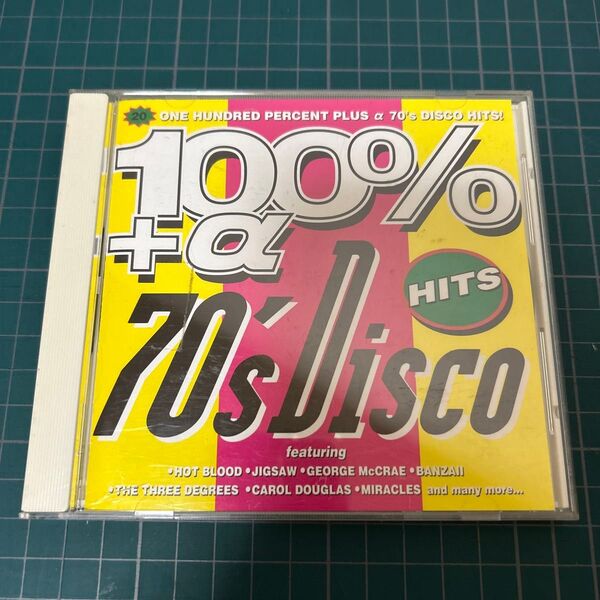 20 ONE HUNDRED PERCENT PLUS α 70's DISCO HITS!
100%
+α
HITS
70's Disco
featuring
•HOT BLOOD •JIGSAW •GEORGE McCRAE •BANZAII
•THE THREE DEGREES •CAROL DOUGLAS •MIRACLES and many more...